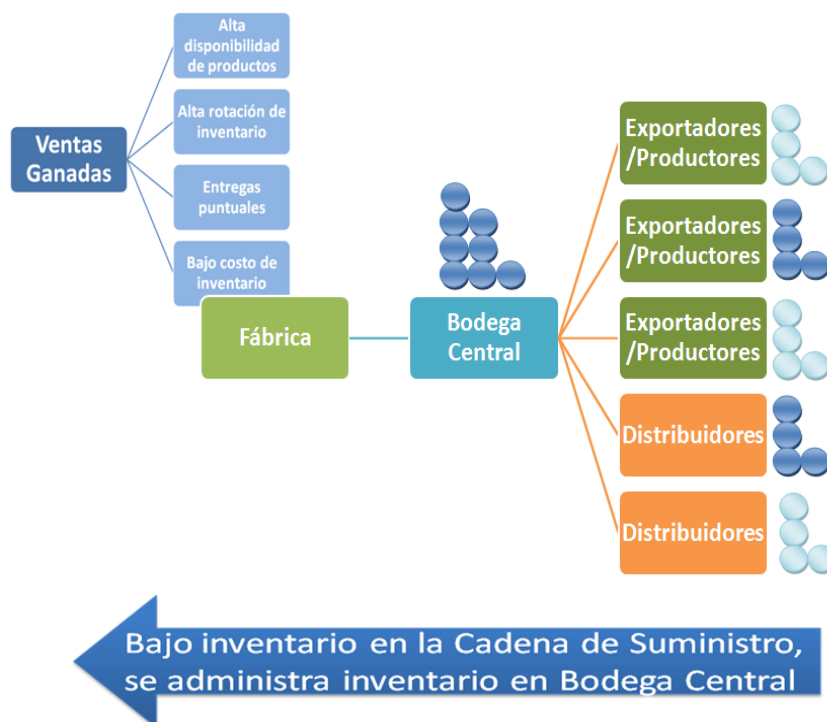 Alta
disponibilidad
de productos
Alta rotación de
inventario
Ventas
Ganadas
Entregas
puntuales
Bajo costo de
inventario
Fábrica
Bodega
Central
Exportadores
/Productores
Exportadores
/Productores
Exportadores
/Productores
Distribuidores
Distribuidores
Bajo inventario en la Cadena de Suministro,
se administra inventario en Bodega Central